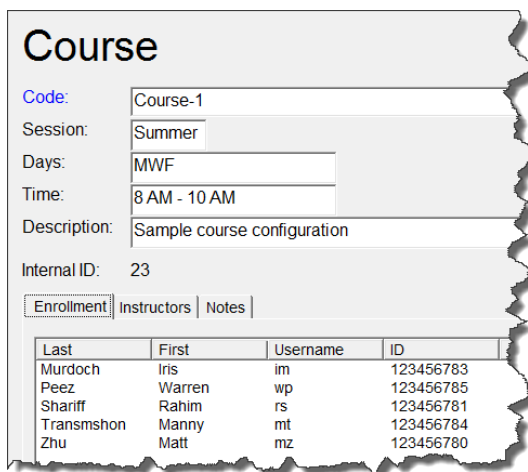 Course
Code: Course-1
Session: Summer
Days: MWF
Time: 8 AM - 10 AM
Description: Sample course configuration
Internal ID: 23
Enrollment Instructors Notes
Last First Username ID
Murdoch Iris im 123456783
Peez Warren wp 123456785
Shariff Rahim rs 123456781
Transmshon Manny mt 123456784
Zhu Matt mz 123456780